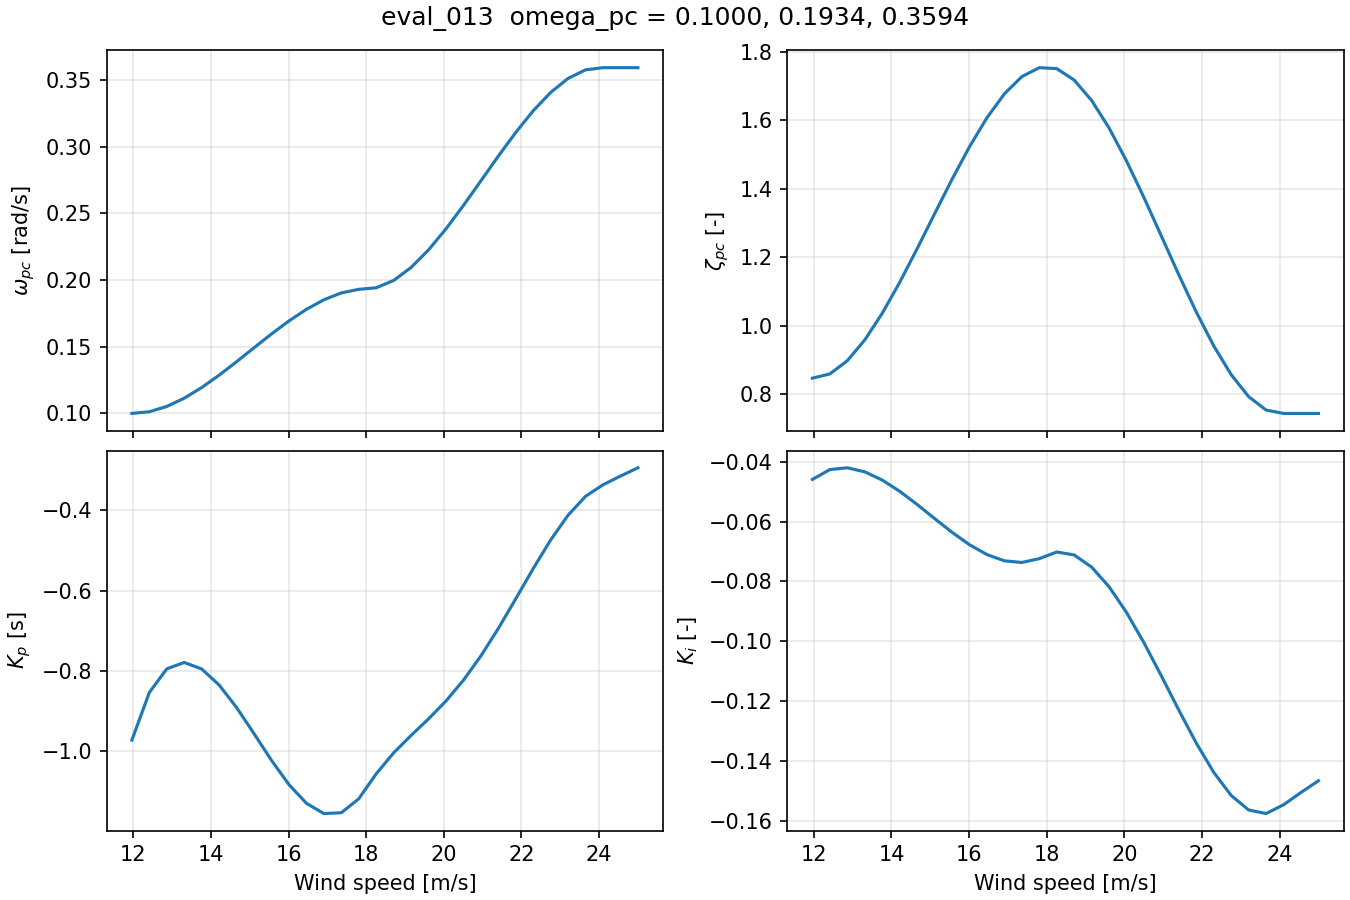 eval_013  omega_pc = 0.1000, 0.1934, 0.3594
ω_pc [rad/s]
0.35
0.30
0.25
0.20
0.15
0.10
ζ_pc [-]
1.8
1.6
1.4
1.2
1.0
0.8
K_p [s]
−0.4
−0.6
−0.8
−1.0
12 14 16 18 20 22 24
Wind speed [m/s]
K_i [-]
−0.04
−0.06
−0.08
−0.10
−0.12
−0.14
−0.16
12 14 16 18 20 22 24
Wind speed [m/s]